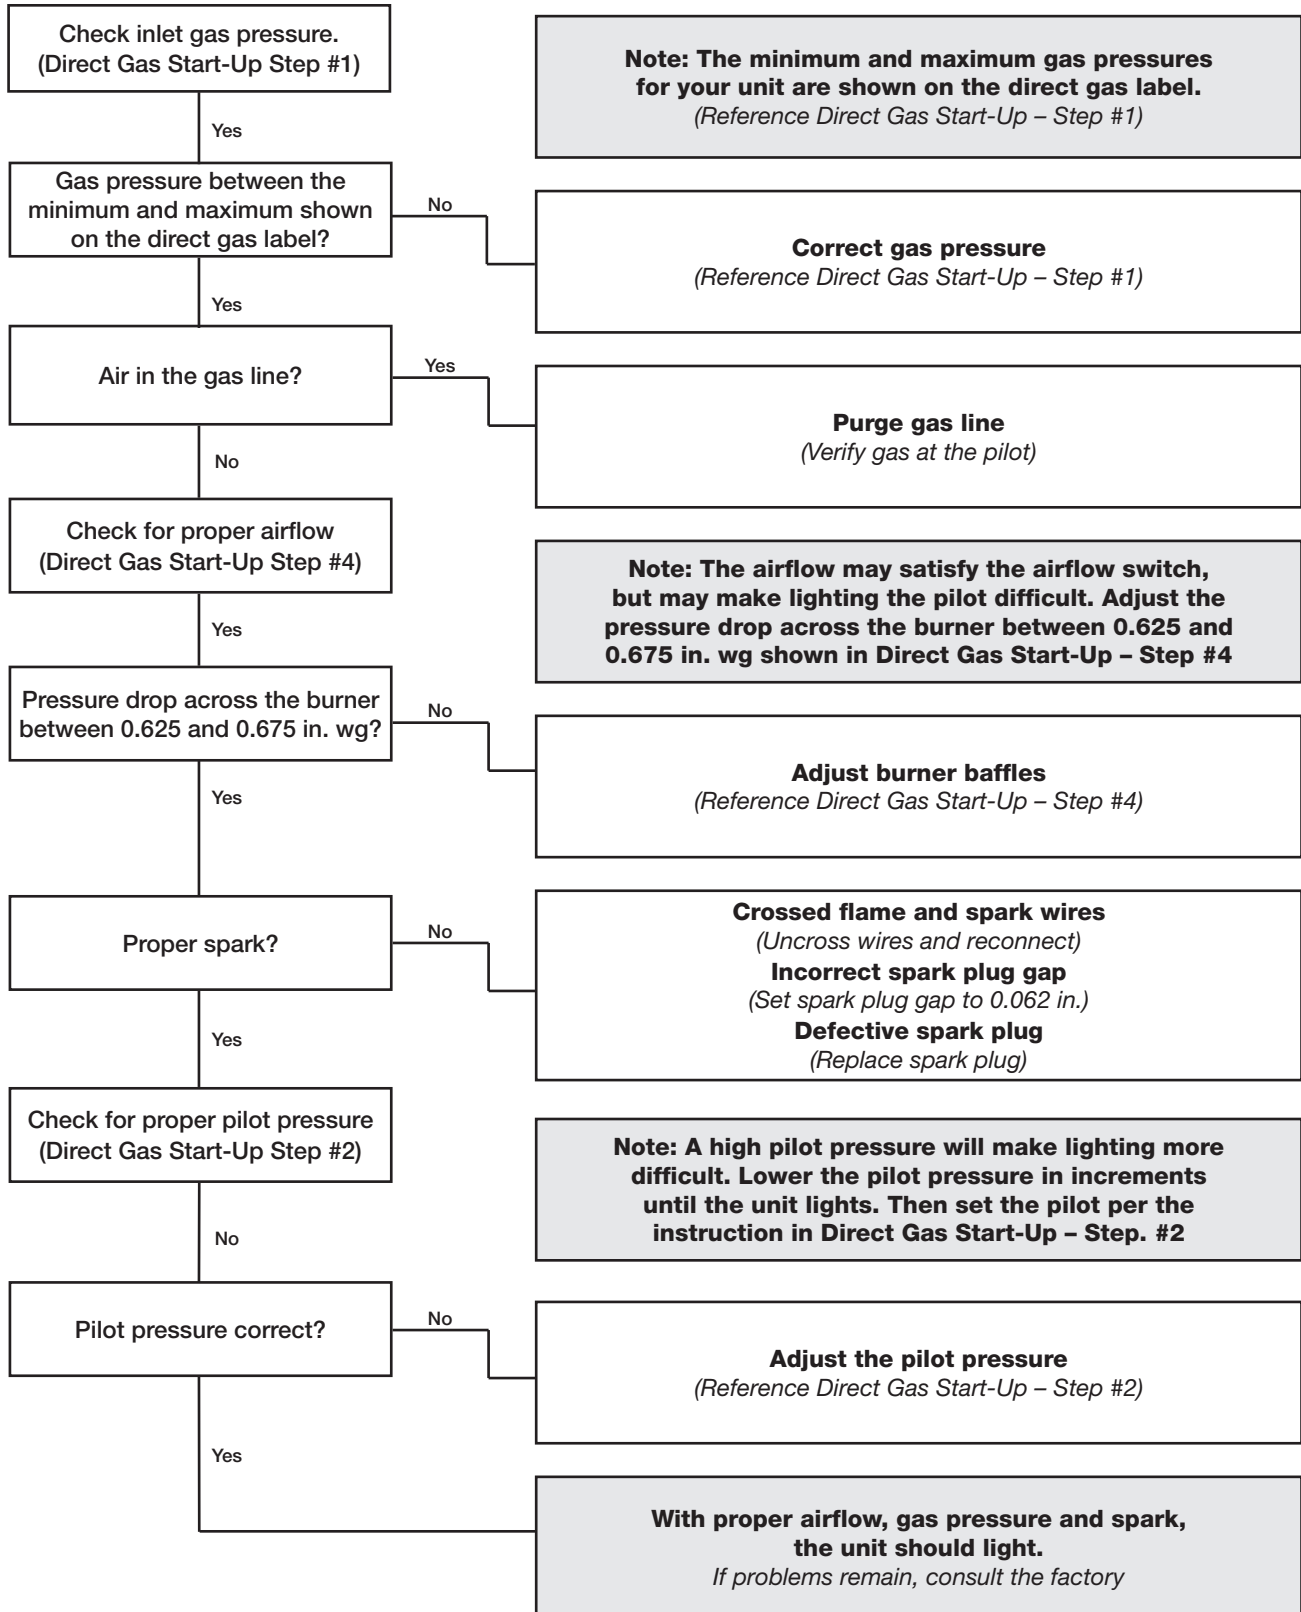 Check inlet gas pressure.
(Direct Gas Start-Up Step #1)
Note: The minimum and maximum gas pressures
for your unit are shown on the direct gas label.
(Reference Direct Gas Start-Up – Step #1)
Yes
Gas pressure between the
minimum and maximum shown
on the direct gas label?
No
Correct gas pressure
(Reference Direct Gas Start-Up – Step #1)
Yes
Air in the gas line?
Yes
Purge gas line
(Verify gas at the pilot)
No
Check for proper airflow
(Direct Gas Start-Up Step #4)
Note: The airflow may satisfy the airflow switch,
but may make lighting the pilot difficult. Adjust the
pressure drop across the burner between 0.625 and
0.675 in. wg shown in Direct Gas Start-Up – Step #4
Yes
Pressure drop across the burner
between 0.625 and 0.675 in. wg?
No
Adjust burner baffles
(Reference Direct Gas Start-Up – Step #4)
Yes
Proper spark?
No
Crossed flame and spark wires
(Uncross wires and reconnect)
Incorrect spark plug gap
(Set spark plug gap to 0.062 in.)
Defective spark plug
(Replace spark plug)
Yes
Check for proper pilot pressure
(Direct Gas Start-Up Step #2)
Note: A high pilot pressure will make lighting more
difficult. Lower the pilot pressure in increments
until the unit lights. Then set the pilot per the
instruction in Direct Gas Start-Up – Step. #2
No
Pilot pressure correct?
No
Adjust the pilot pressure
(Reference Direct Gas Start-Up – Step #2)
Yes
With proper airflow, gas pressure and spark,
the unit should light.
If problems remain, consult the factory